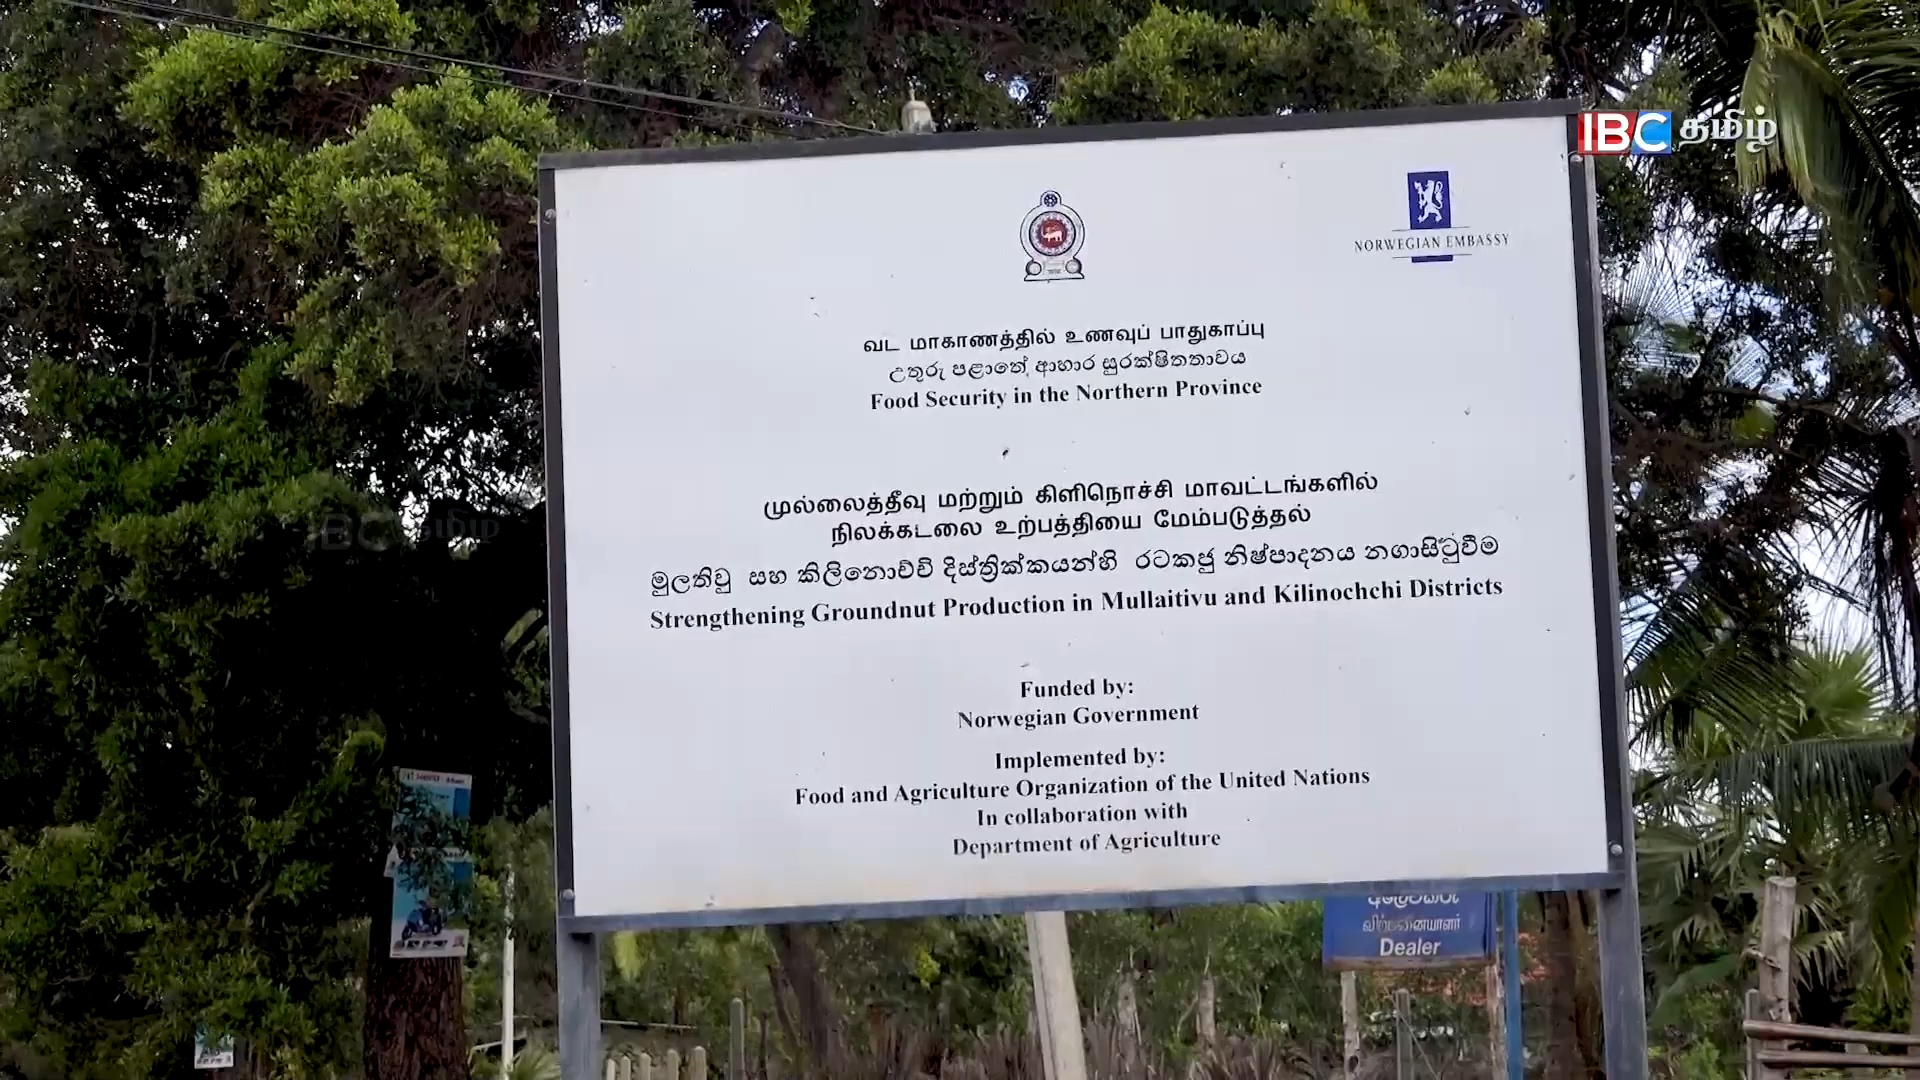 IBC தமிழ்
NORWEGIAN EMBASSY
வட மாகாணத்தில் உணவுப் பாதுகாப்பு
උතුරු පළාතේ ආහාර සුරක්ෂිතතාවය
Food Security in the Northern Province
முல்லைத்தீவு மற்றும் கிளிநொச்சி மாவட்டங்களில்
நிலக்கடலை உற்பத்தியை மேம்படுத்தல்
මුලතිවු සහ කිලිනොච්චි දිස්ත්‍රික්කයන්හි රටකජු නිෂ්පාදනය නගාසිටුවීම
Strengthening Groundnut Production in Mullaitivu and Kilinochchi Districts
Funded by:
Norwegian Government
Implemented by:
Food and Agriculture Organization of the United Nations
In collaboration with
Department of Agriculture
விற்பனையாளர்
Dealer
IBC தமிழ்